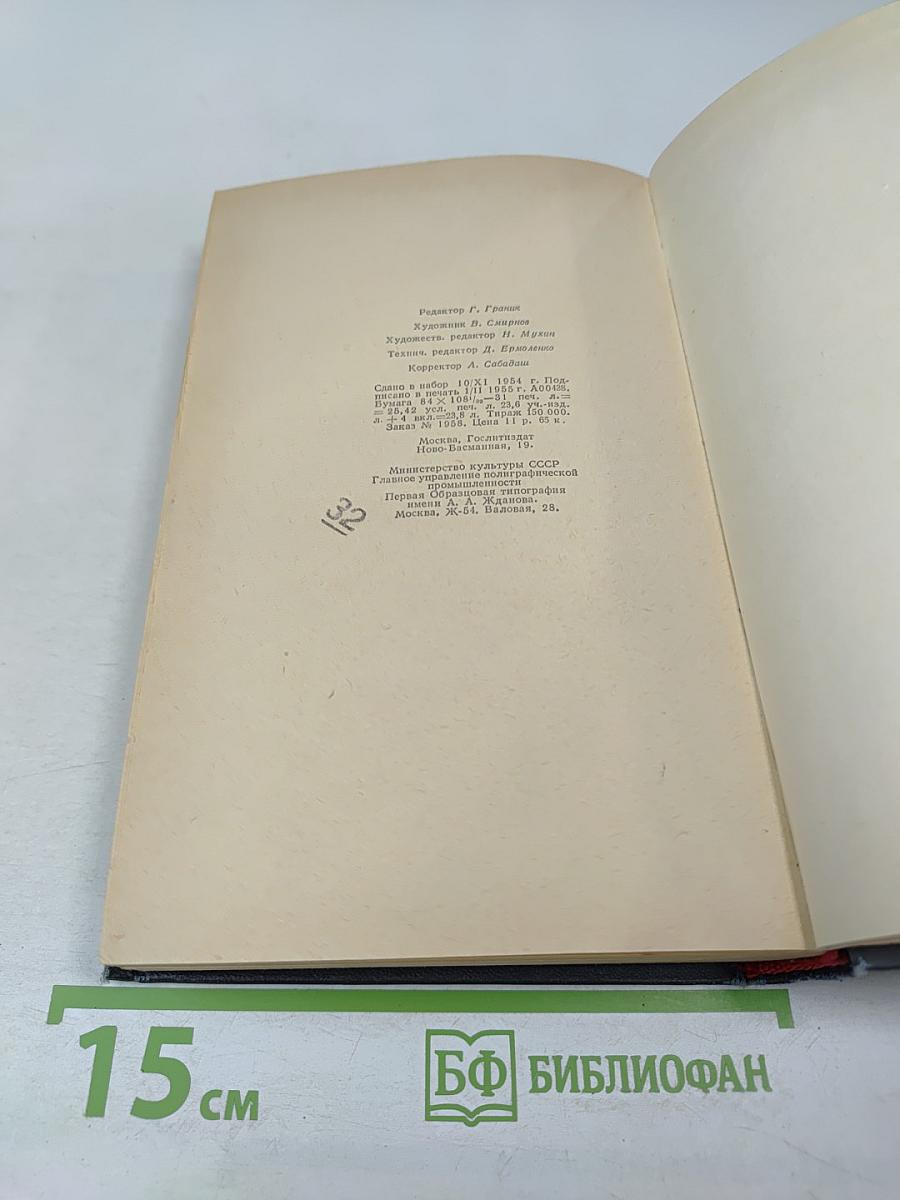 Редактор Г. Граник
Художник В. Смирнов
Художеств. редактор Н. Мухин
Технич. редактор Д. Ермоленко
Корректор Л. Сабадаш
Сдано в набор 10/XI 1954 г. Под-
писано в печать 1/II 1955 г. А00438.
Бумага 84 × 108¹/₃₂—31 печ. л.=
= 25,42 усл. печ. л. 23,6 уч.-изд.
л. + 4 вкл.=23,8 л. Тираж 150 000.
Заказ № 1958. Цена 11 р. 65 к.
Москва, Гослитиздат
Ново-Басманная, 19.
Министерство культуры СССР
Главное управление полиграфической
промышленности
Первая Образцовая типография
имени А. А. Жданова.
Москва, Ж-54. Валовая, 28.
32
15 см
БФ БИБЛИОФАН